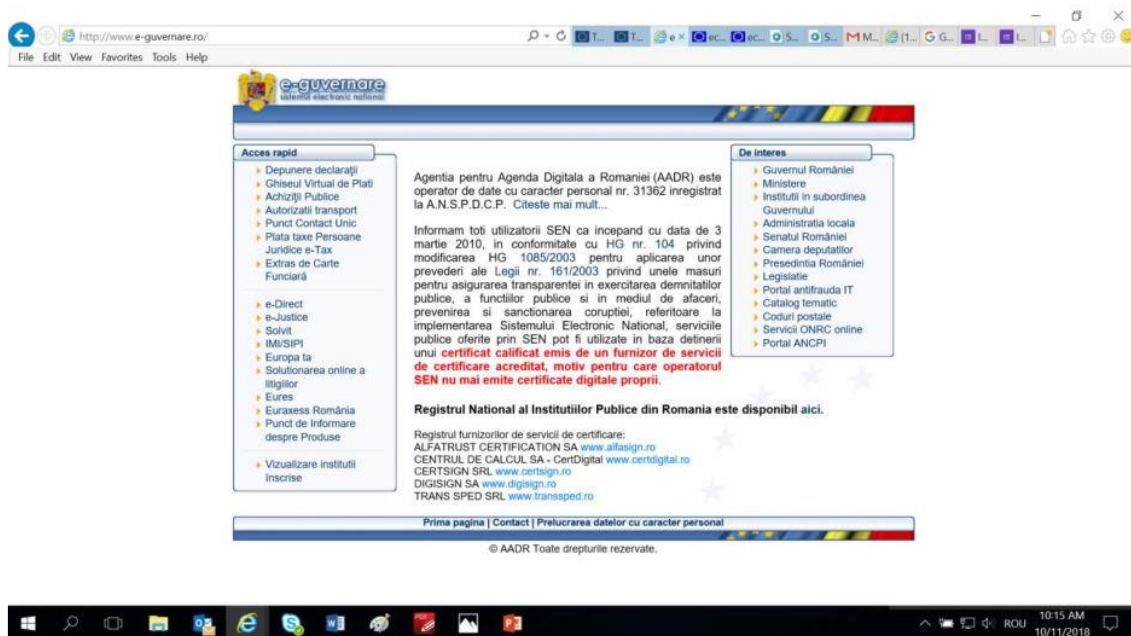 http://www.e-guvernare.ro/
T...
T...
e
ec...
ec...
S...
S...
M...
(1...
G...
L...
L...
File Edit View Favorites Tools Help
e-guvernare
sistemul electronic national
Acces rapid
Depunere declaraţii
Ghiseul Virtual de Plati
Achiziţii Publice
Autorizatii transport
Punct Contact Unic
Plata taxe Persoane
Juridice e-Tax
Extras de Carte
Funciară
e-Direct
e-Justice
Solvit
IMI/SIPI
Europa ta
Solutionarea online a
litigiilor
Eures
Euraxess România
Punct de Informare
despre Produse
Vizualizare institutii
Inscrise
Agentia pentru Agenda Digitala a Romaniei (AADR) este
operator de date cu caracter personal nr. 31362 inregistrat
la A.N.S.P.D.C.P. Citeste mai mult...
Informam toti utilizatorii SEN ca incepand cu data de 3
martie 2010, in conformitate cu HG nr. 104 privind
modificarea HG 1085/2003 pentru aplicarea unor
prevederi ale Legii nr. 161/2003 privind unele masuri
pentru asigurarea transparentei in exercitarea demnitatilor
publice, a functiilor publice si in mediul de afaceri,
prevenirea si sanctionarea coruptiei, referitoare la
implementarea Sistemului Electronic National, serviciile
publice oferite prin SEN pot fi utilizate in baza detinerii
unui certificat calificat emis de un furnizor de servicii
de certificare acreditat, motiv pentru care operatorul
SEN nu mai emite certificate digitale proprii.
Registrul National al Institutiilor Publice din Romania este disponibil aici.
Registrul furnizorilor de servicii de certificare:
ALFATRUST CERTIFICATION SA www.alfasign.ro
CENTRUL DE CALCUL SA - CertDigital www.certdigital.ro
CERTSIGN SRL www.certsign.ro
DIGISIGN SA www.digisign.ro
TRANS SPED SRL www.transsped.ro
De interes
Guvernul României
Ministere
Institutii in subordinea
Guvernului
Administratia locala
Senatul României
Camera deputatilor
Presedintia României
Legislatie
Portal antifrauda IT
Catalog tematic
Coduri postale
Servicii ONRC online
Portal ANCPI
Prima pagina | Contact | Prelucrarea datelor cu caracter personal
© AADR Toate drepturile rezervate.
ROU
10:15 AM
10/11/2018